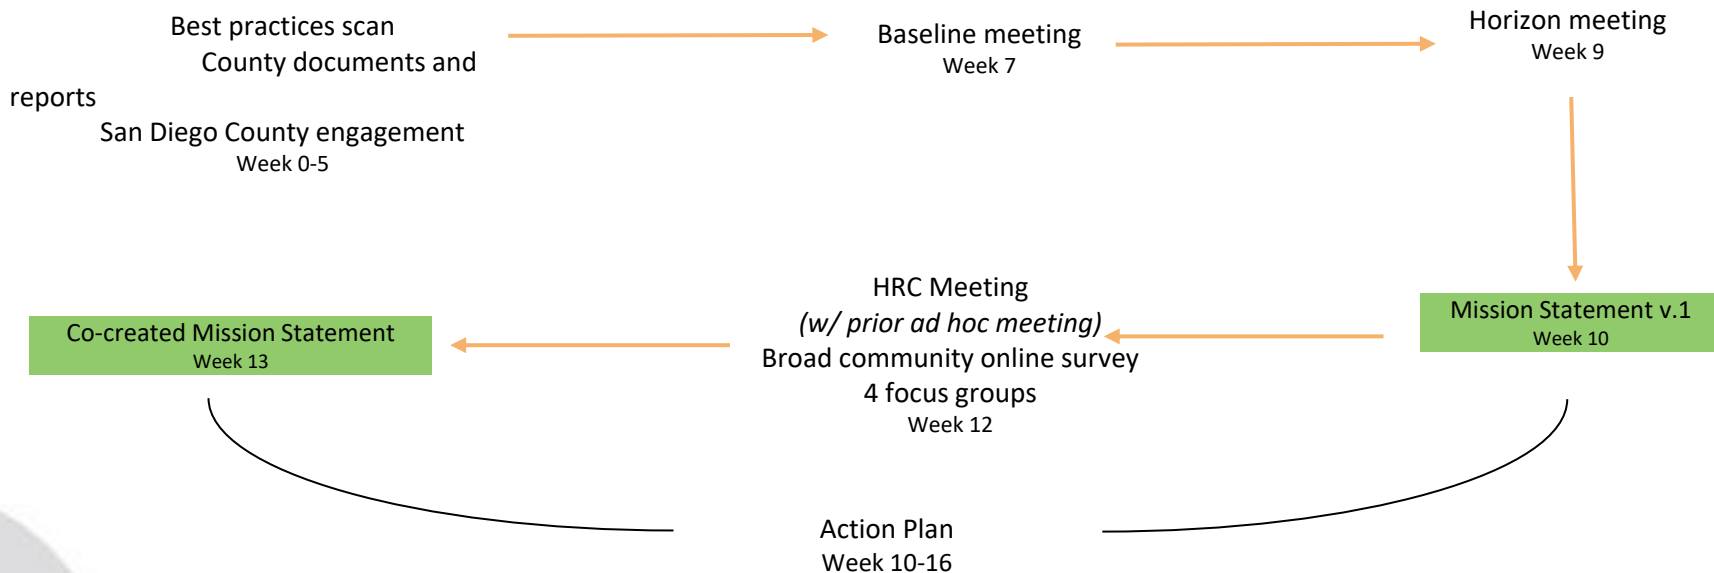 Best practices scan
County documents and
reports
San Diego County engagement
Week 0-5
Baseline meeting
Week 7
Horizon meeting
Week 9
Mission Statement v.1
Week 10
HRC Meeting
(w/ prior ad hoc meeting)
Broad community online survey
4 focus groups
Week 12
Co-created Mission Statement
Week 13
Action Plan
Week 10-16